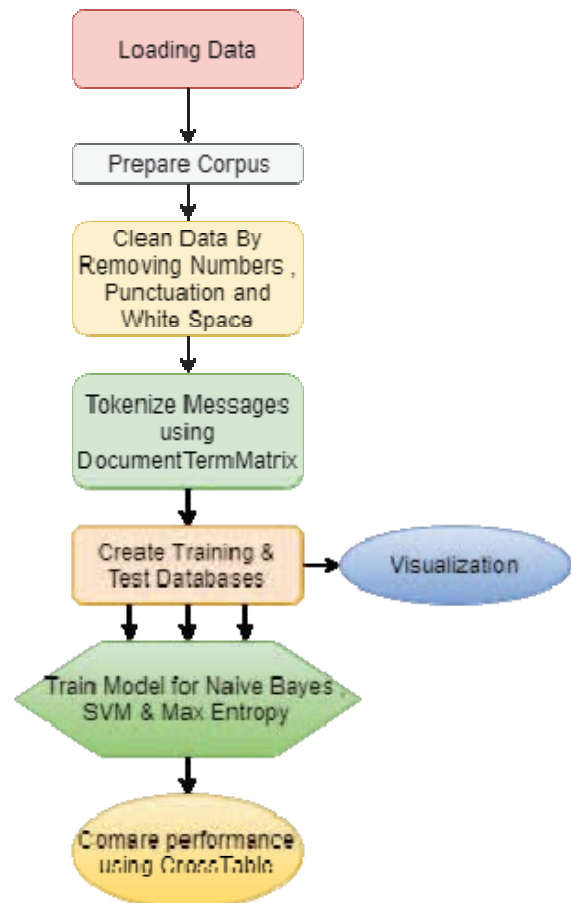 Loading Data
Prepare Corpus
Clean Data By
Removing Numbers ,
Punctuation and
White Space
Tokenize Messages
using
DocumentTermMatrix
Create Training &
Test Databases
Visualization
Train Model for Naive Bayes ,
SVM & Max Entropy
Comare performance
using CrossTable